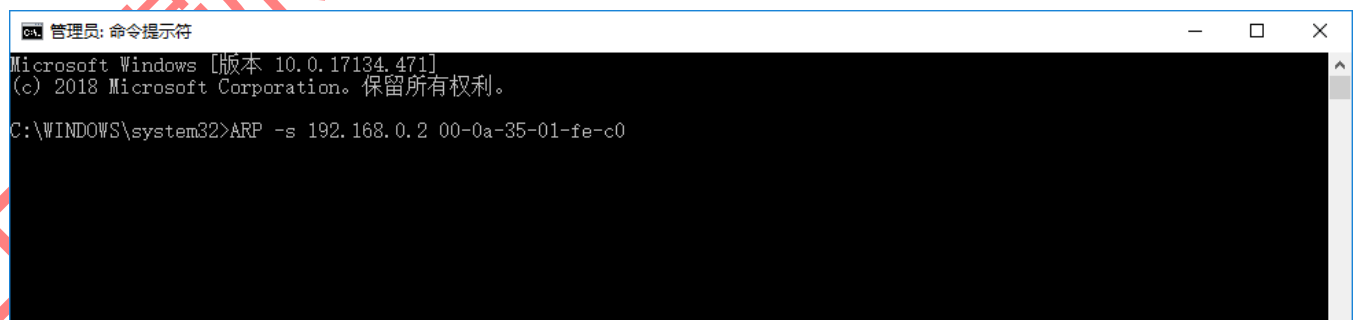 管理员: 命令提示符
Microsoft Windows [版本 10.0.17134.471]
(c) 2018 Microsoft Corporation。保留所有权利。
C:\WINDOWS\system32>ARP -s 192.168.0.2 00-0a-35-01-fe-c0